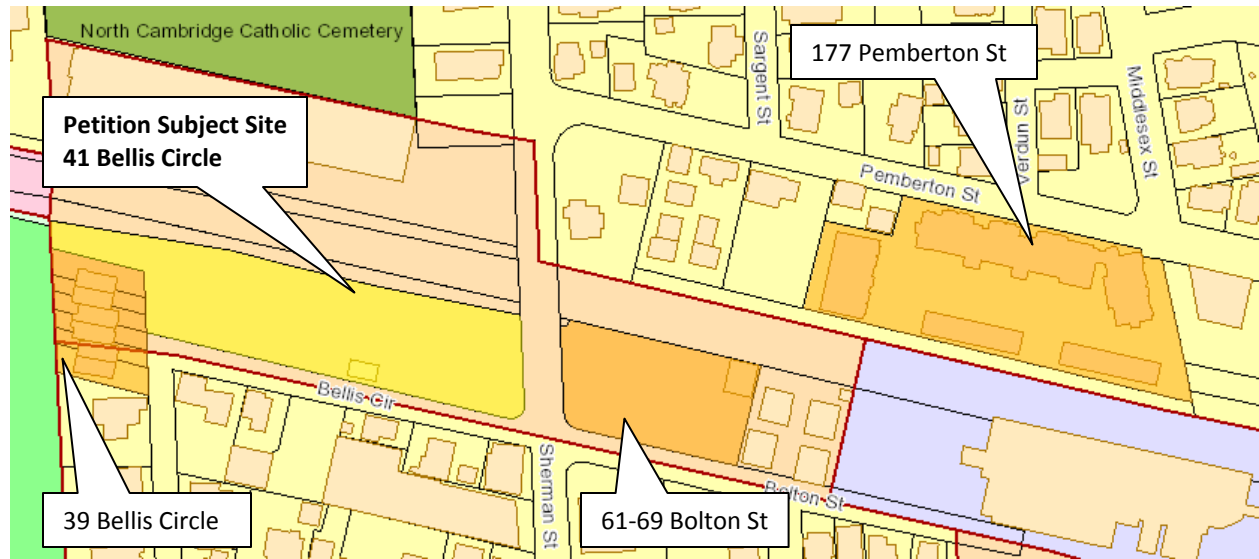 North Cambridge Catholic Cemetery
Sargent St
177 Pemberton St
Middlesex St
Verdun St
Petition Subject Site
41 Bellis Circle
Pemberton St
Bellis Cir
Sherman St
Bolton St
39 Bellis Circle
61-69 Bolton St